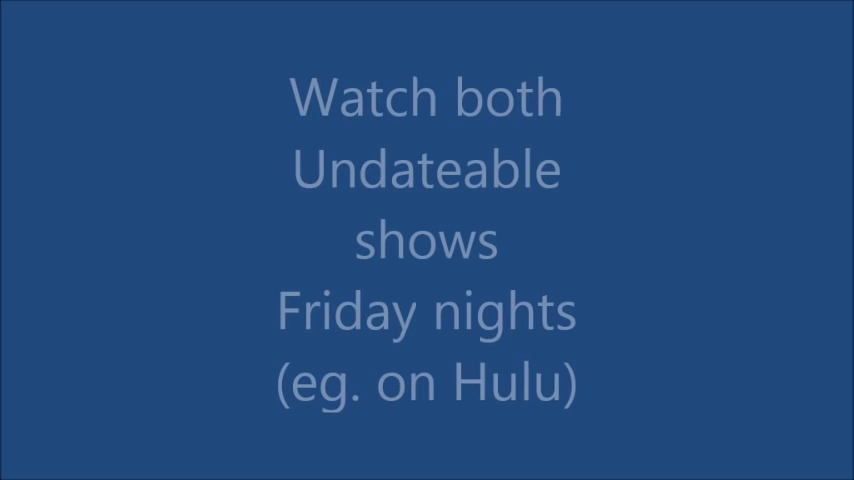 Watch both
Undateable
shows
Friday nights
(eg. on Hulu)